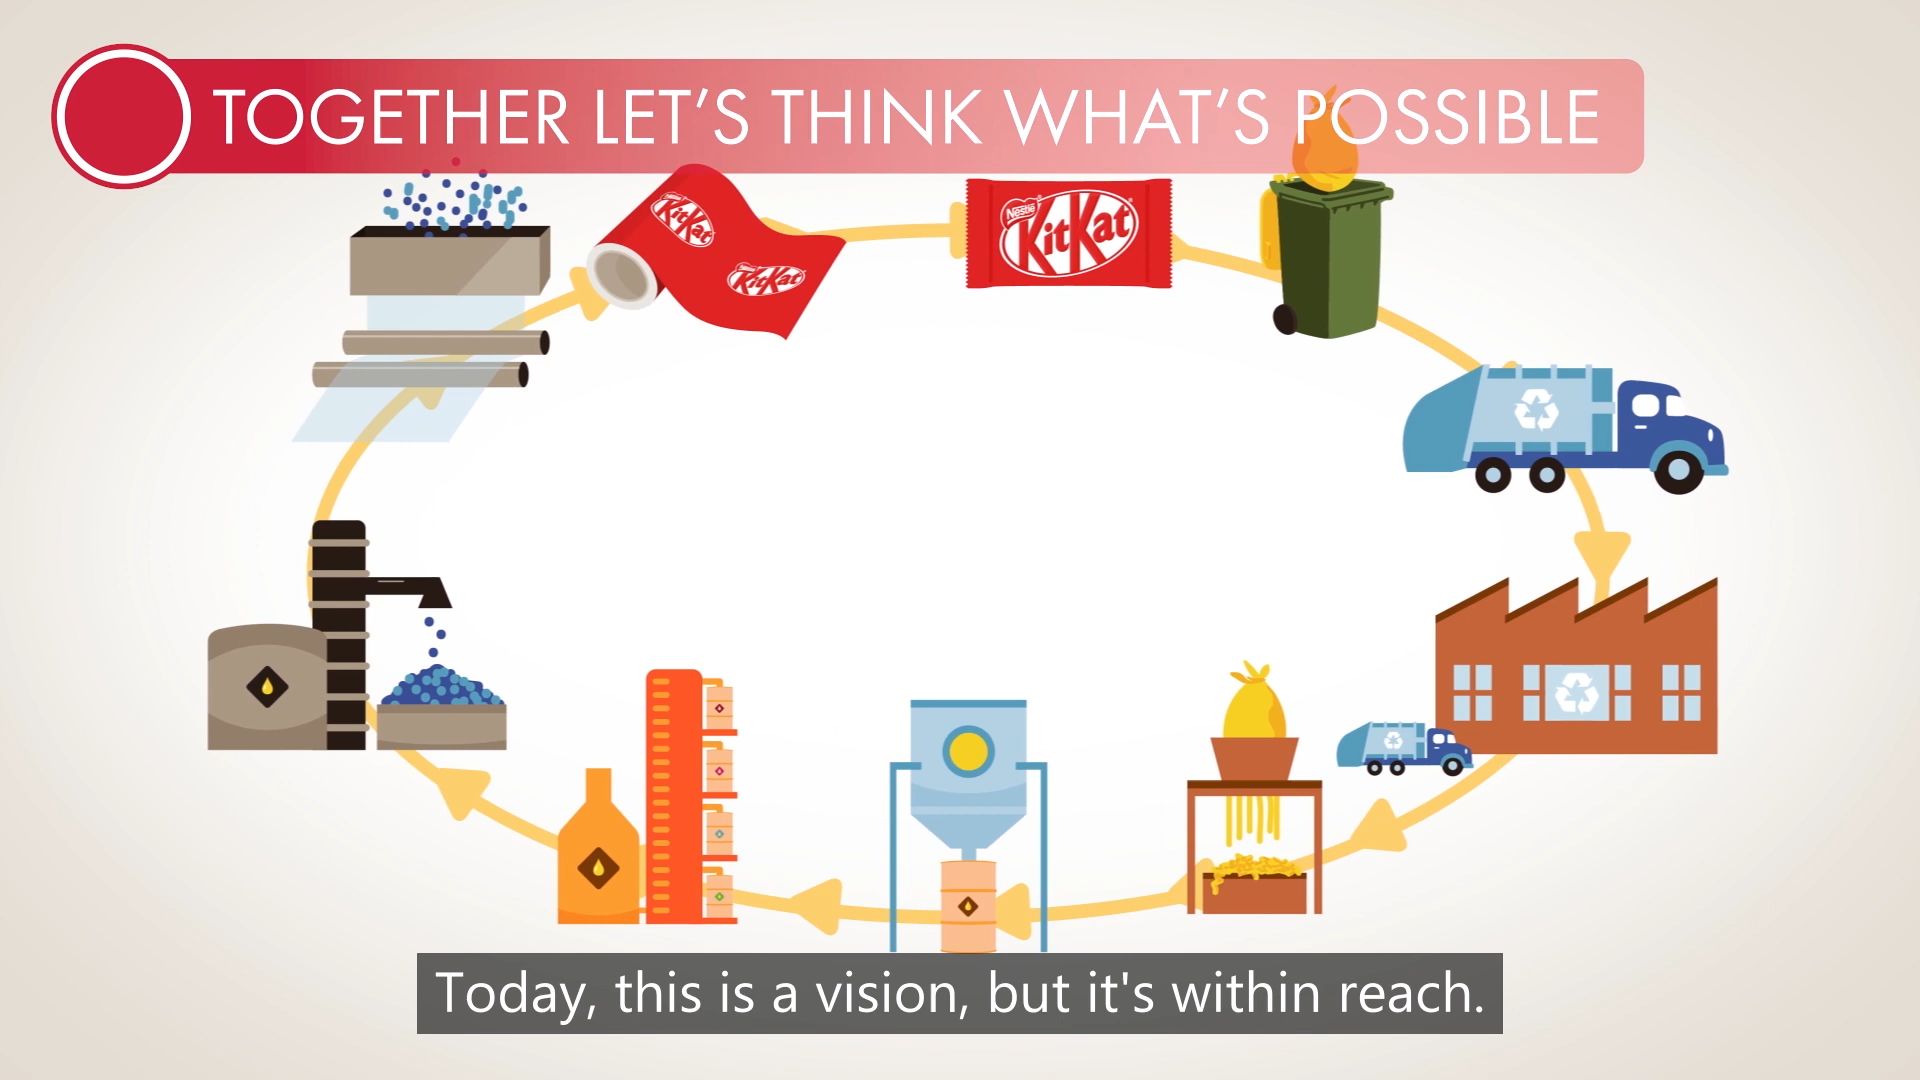 TOGETHER LET'S THINK WHAT'S POSSIBLE
KitKat
KitKat
Nestlé
KitKat
Today, this is a vision, but it's within reach.